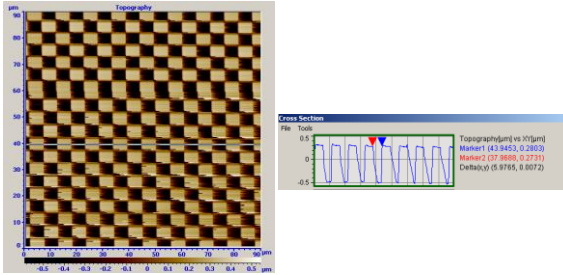 Topography
µm
90
80
70
60
50
40
30
20
10
0
0 10 20 30 40 50 60 70 80 90 µm
-0.5 -0.4 -0.3 -0.2 -0.1 0 0.1 0.2 0.3 0.4 0.5 µm
Cross Section
File Tools
0.5
0
-0.5
Topography[µm] vs XY[µm]
Marker1 (43.9453, 0.2803)
Marker2 (37.9688, 0.2731)
Delta(x,y) (5.9765, 0.0072)